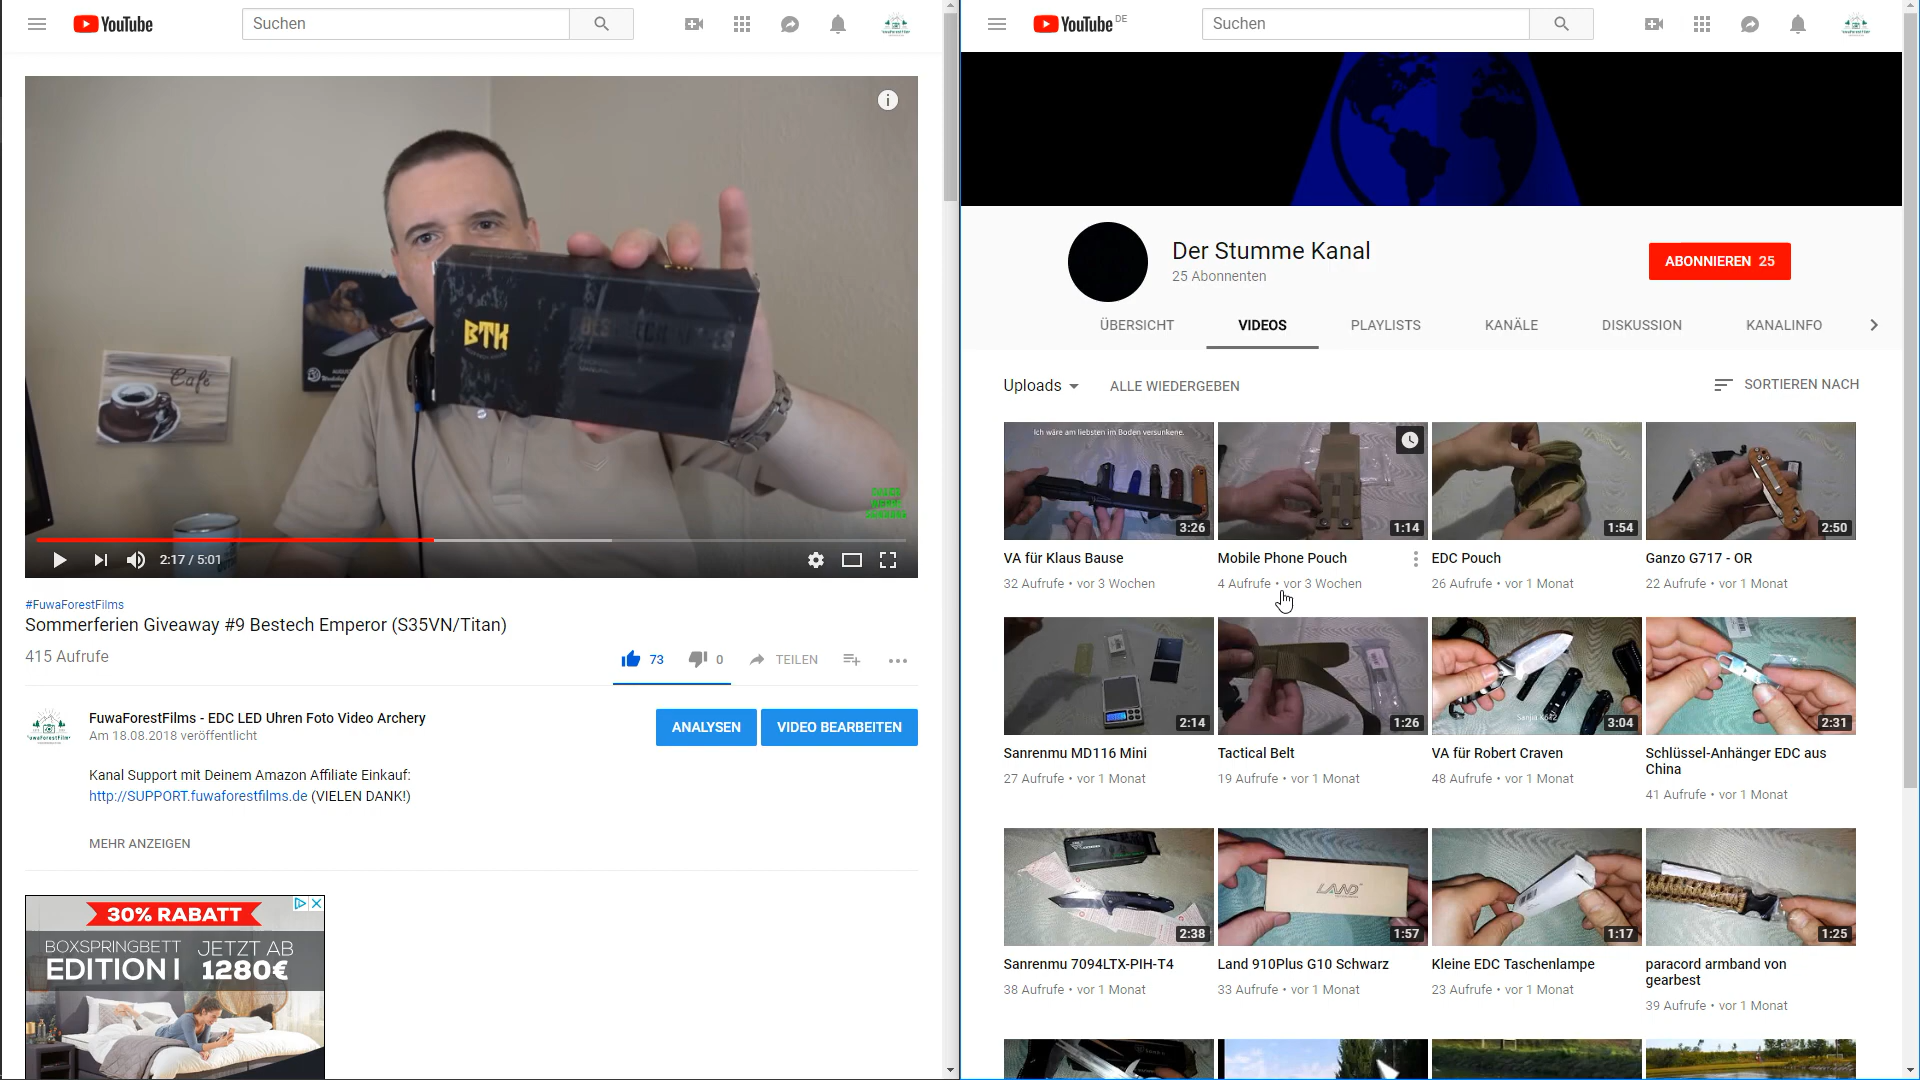 YouTube
Suchen
Café
BTK
2:17 / 5:01
#FuwaForestFilms
Sommerferien Giveaway #9 Bestech Emperor (S35VN/Titan)
415 Aufrufe
73
0
TEILEN
FuwaForestFilms - EDC LED Uhren Foto Video Archery
Am 18.08.2018 veröffentlicht
ANALYSEN
VIDEO BEARBEITEN
Kanal Support mit Deinem Amazon Affiliate Einkauf:
http://SUPPORT.fuwaforestfilms.de (VIELEN DANK!)
MEHR ANZEIGEN
30% RABATT
BOXSPRINGBETT JETZT AB
EDITION I 1280€
YouTube DE
Suchen
Der Stumme Kanal
25 Abonnenten
ABONNIEREN 25
ÜBERSICHT VIDEOS PLAYLISTS KANÄLE DISKUSSION KANALINFO
Uploads ALLE WIEDERGEBEN SORTIEREN NACH
Ich wäre am liebsten im Boden versunkene.
3:26
1:14
1:54
2:50
VA für Klaus Bause
32 Aufrufe • vor 3 Wochen
Mobile Phone Pouch
4 Aufrufe • vor 3 Wochen
EDC Pouch
26 Aufrufe • vor 1 Monat
Ganzo G717 - OR
22 Aufrufe • vor 1 Monat
2:14
1:26
3:04
2:31
Sanrenmu MD116 Mini
27 Aufrufe • vor 1 Monat
Tactical Belt
19 Aufrufe • vor 1 Monat
VA für Robert Craven
48 Aufrufe • vor 1 Monat
Schlüssel-Anhänger EDC aus
China
41 Aufrufe • vor 1 Monat
2:38
LAND
1:57
1:17
1:25
Sanrenmu 7094LTX-PIH-T4
38 Aufrufe • vor 1 Monat
Land 910Plus G10 Schwarz
33 Aufrufe • vor 1 Monat
Kleine EDC Taschenlampe
23 Aufrufe • vor 1 Monat
paracord armband von
gearbest
39 Aufrufe • vor 1 Monat